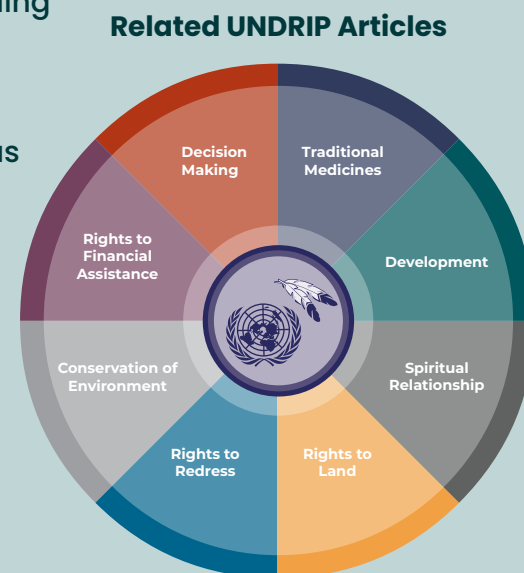 Related UNDRIP Articles
Decision
Making
Traditional
Medicines
Development
Spiritual
Relationship
Rights to
Land
Rights to
Redress
Conservation of
Environment
Rights to
Financial
Assistance